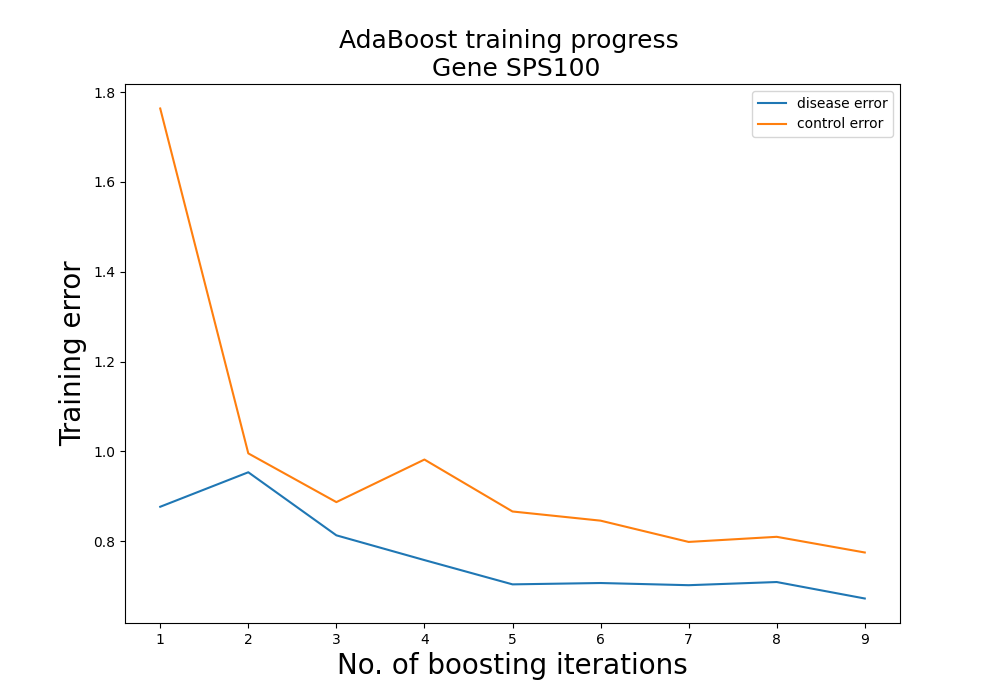 AdaBoost training progress
Gene SPS100
disease error
control error
Training error
1.8
1.6
1.4
1.2
1.0
0.8
1 2 3 4 5 6 7 8 9
No. of boosting iterations